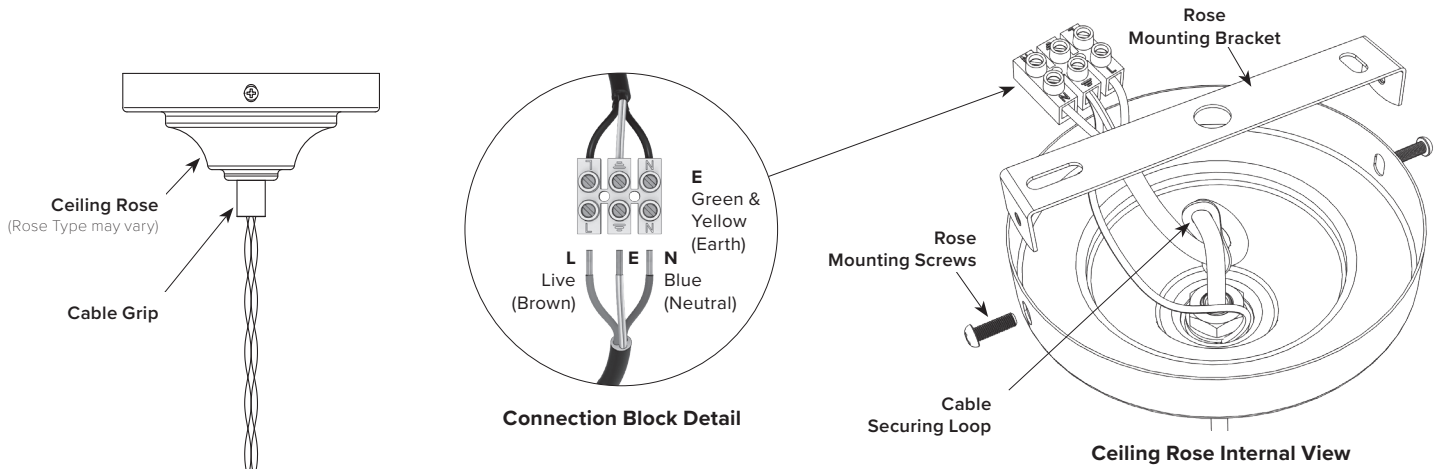 Ceiling Rose
(Rose Type may vary)
Cable Grip
L
N
L
N
E
Green &
Yellow
(Earth)
L
Live
(Brown)
E
N
Blue
(Neutral)
Connection Block Detail
Rose
Mounting Bracket
Rose
Mounting Screws
Cable
Securing Loop
Ceiling Rose Internal View